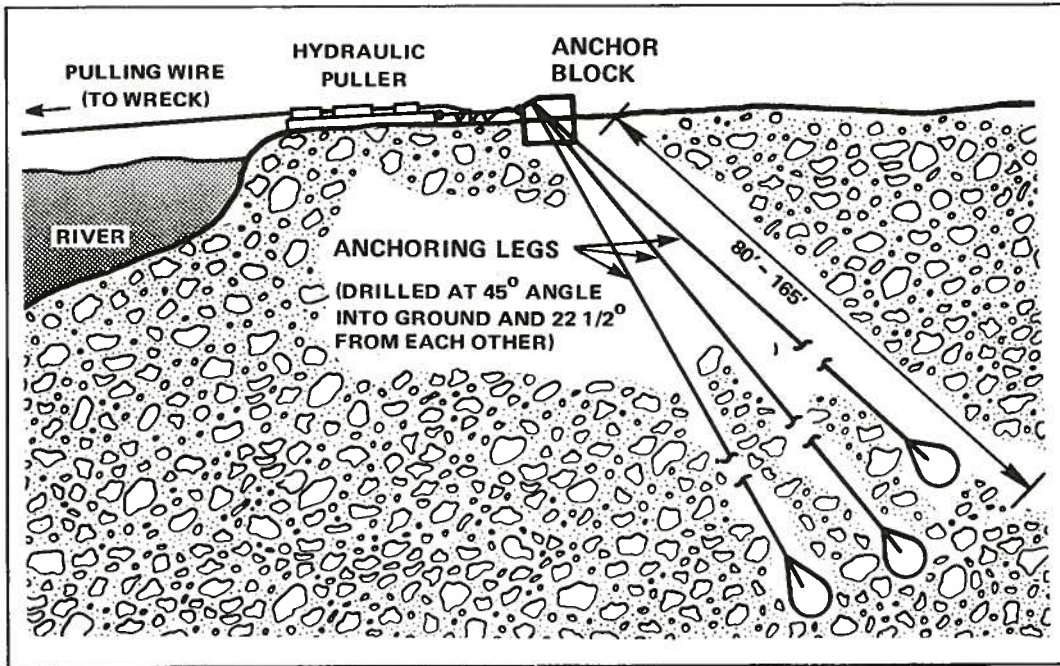 PULLING WIRE
(TO WRECK)
HYDRAULIC
PULLER
ANCHOR
BLOCK
RIVER
ANCHORING LEGS
(DRILLED AT 45° ANGLE
INTO GROUND AND 22 1/2°
FROM EACH OTHER)
80′ – 165′